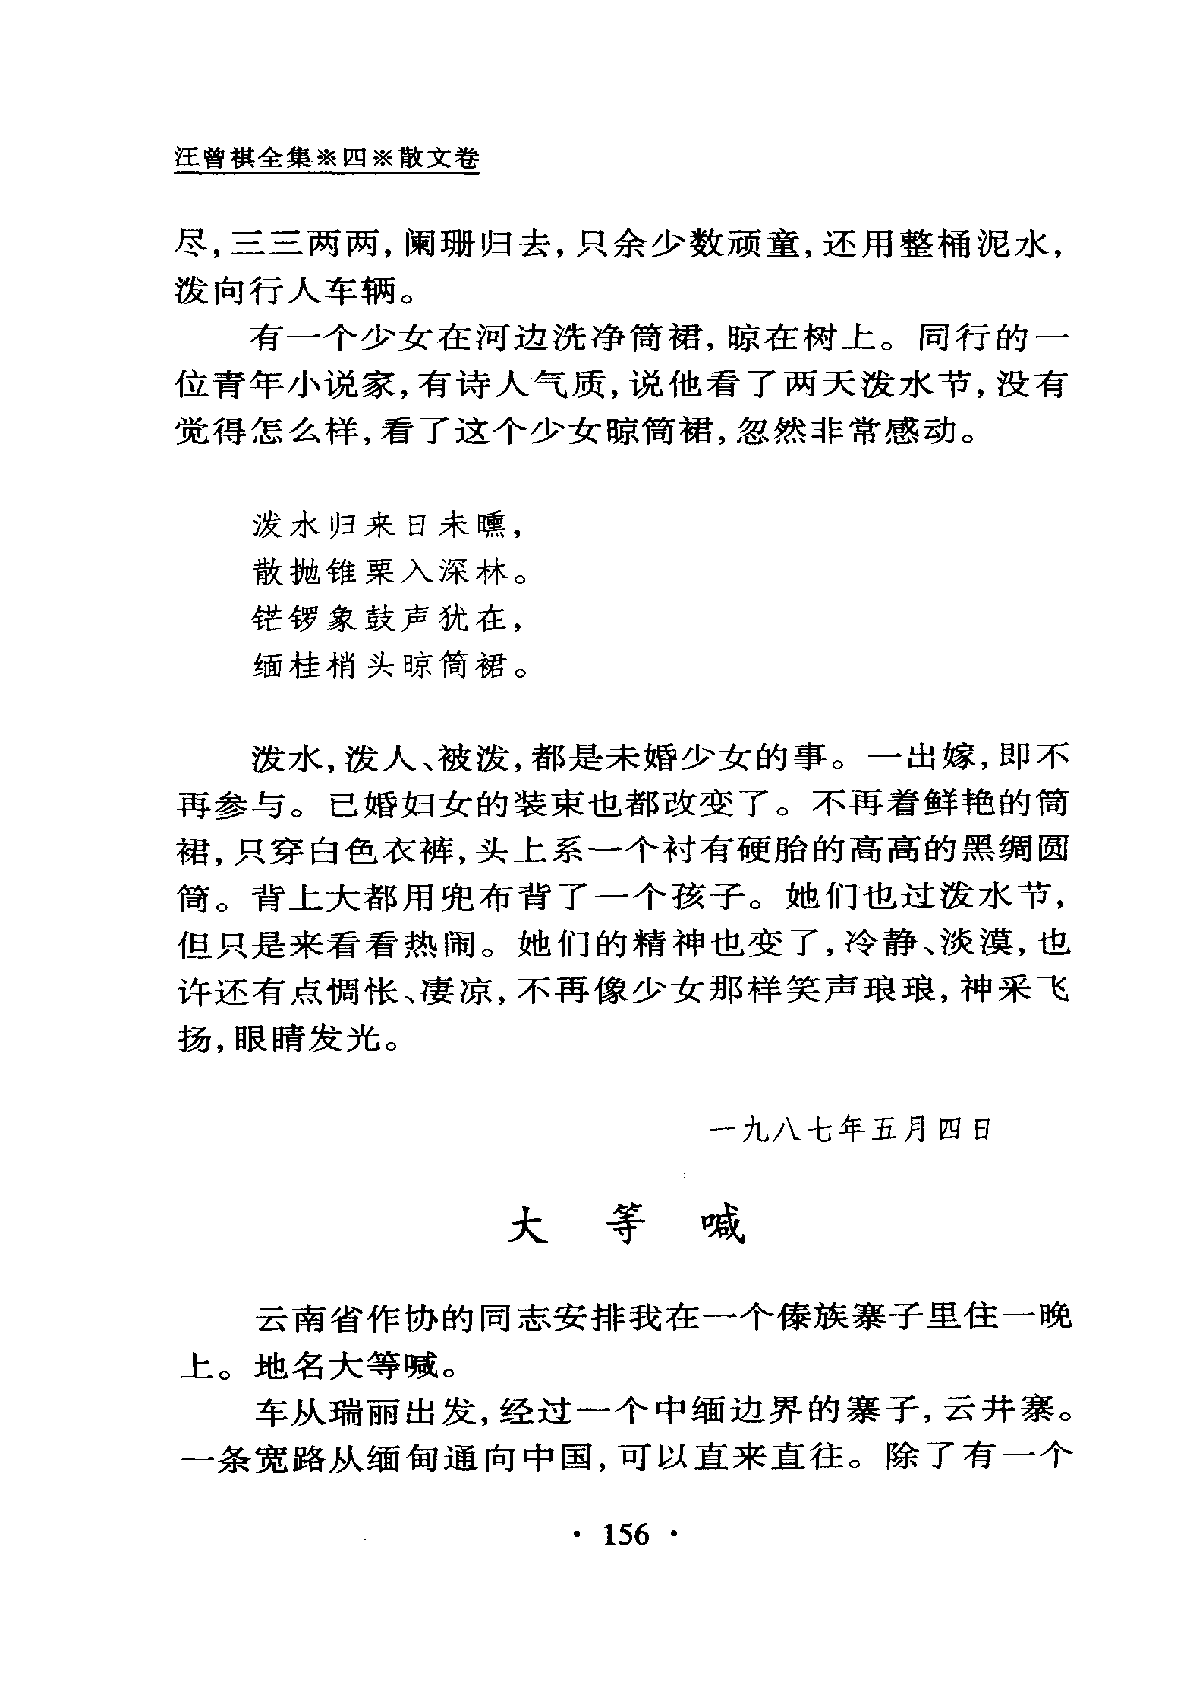 汪曾祺全集※四※散文卷
尽,三三两两,阑珊归去,只余少数顽童,还用整桶泥水,
泼向行人车辆。
有一个少女在河边洗净筒裙,晾在树上。同行的一
位青年小说家,有诗人气质,说他看了两天泼水节,没有
觉得怎么样,看了这个少女晾筒裙,忽然非常感动。
泼水归来日未曛,
散抛锥栗入深林。
铓锣象鼓声犹在,
缅桂梢头晾筒裙。
泼水,泼人、被泼,都是未婚少女的事。一出嫁,即不
再参与。已婚妇女的装束也都改变了。不再着鲜艳的筒
裙,只穿白色衣裤,头上系一个衬有硬胎的高高的黑绸圆
筒。背上大都用兜布背了一个孩子。她们也过泼水节,
但只是来看看热闹。她们的精神也变了,冷静、淡漠,也
许还有点惆怅、凄凉,不再像少女那样笑声琅琅,神采飞
扬,眼睛发光。
一九八七年五月四日
大等喊
云南省作协的同志安排我在一个傣族寨子里住一晚
上。地名大等喊。
车从瑞丽出发,经过一个中缅边界的寨子,云井寨。
一条宽路从缅甸通向中国,可以直来直往。除了有一个
· 156 ·